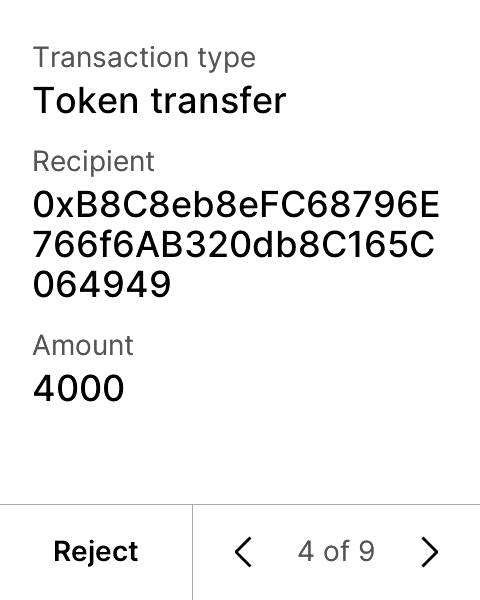 Transaction type
Token transfer
Recipient
0xB8C8eb8eFC68796E
766f6AB320db8C165C
064949
Amount
4000
Reject
4 of 9